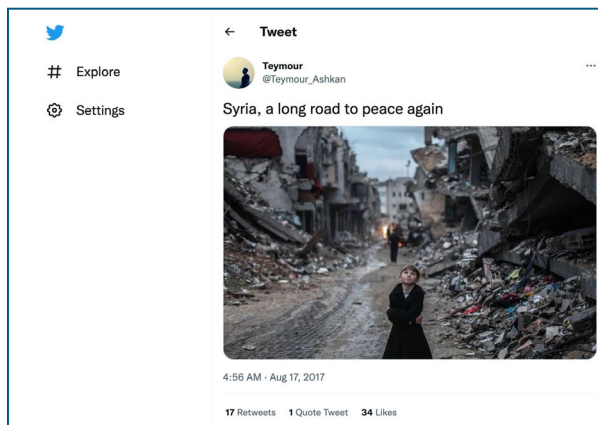 ← Tweet
# Explore
Settings
Teymour
@Teymour_Ashkan
...
Syria, a long road to peace again
4:56 AM · Aug 17, 2017
17 Retweets 1 Quote Tweet 34 Likes